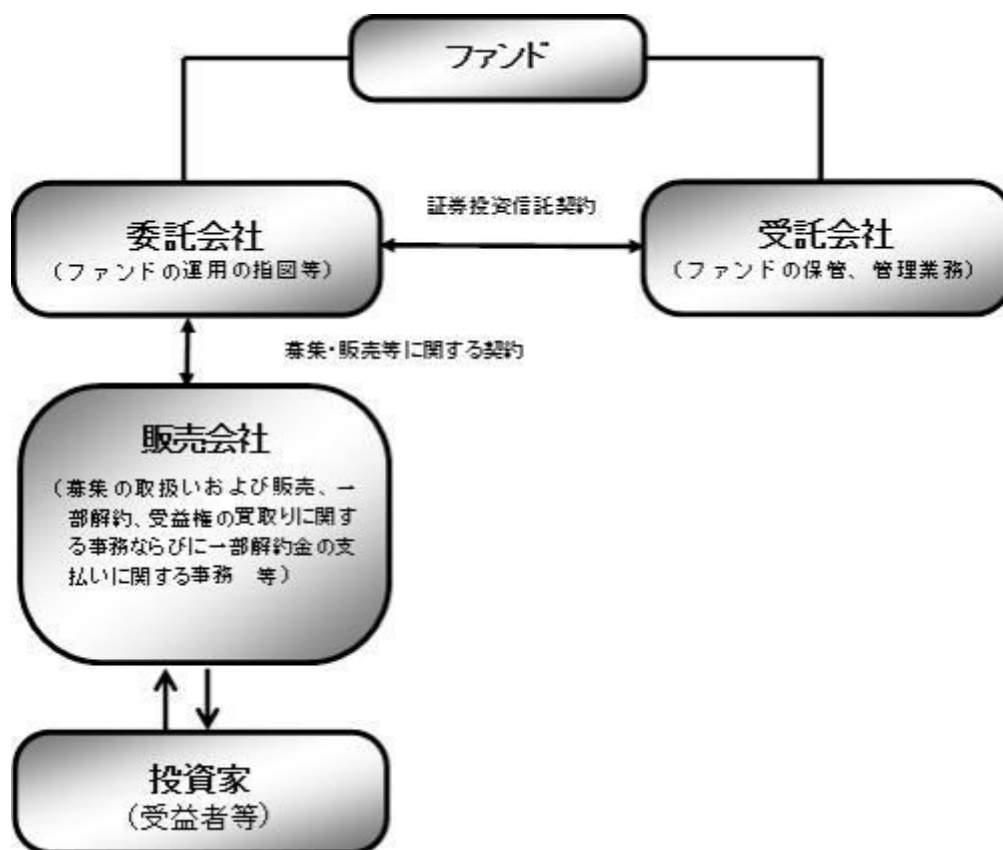 ファンド
証券投資信託契約
委託会社
(ファンドの運用の指図等)
受託会社
(ファンドの保管、管理業務)
募集・販売等に関する契約
販売会社
(募集の取扱いおよび販売、一
部解約、受益権の買取りに関す
る事務ならびに一部解約金の支
払いに関する事務 等)
投資家
(受益者等)